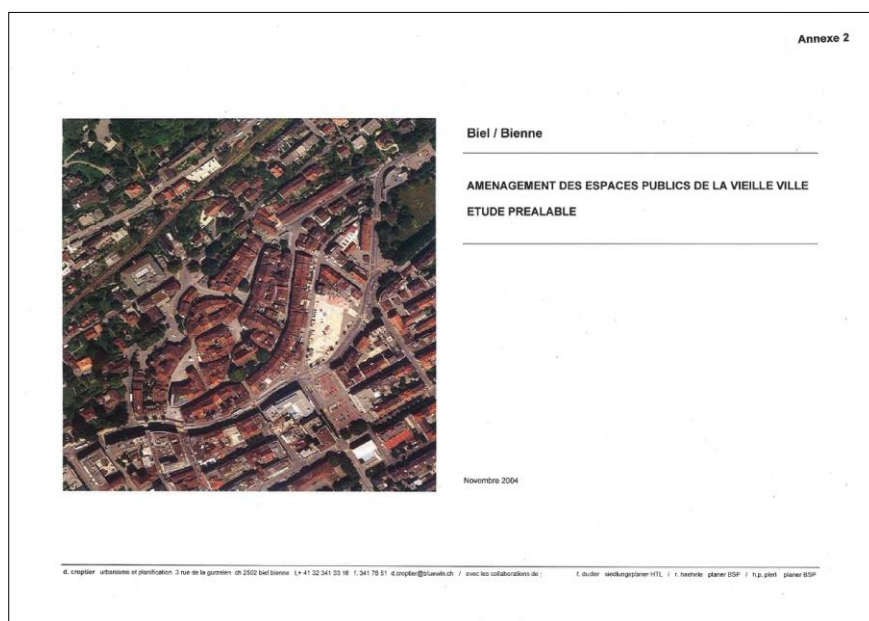 Annexe 2
Biel / Bienne
AMENAGEMENT DES ESPACES PUBLICS DE LA VIEILLE VILLE
ETUDE PREALABLE
Novembre 2004
d. croptier urbanisme et planification 3 rue de la gurzelen ch 2502 biel bienne t.+ 41 32 341 33 16 f. 341 78 51 d.croptier@bluewin.ch / avec les collaborations de : f. dudler siedlungsplaner HTL / r. haehele planer BSP / h.p. planer BSP